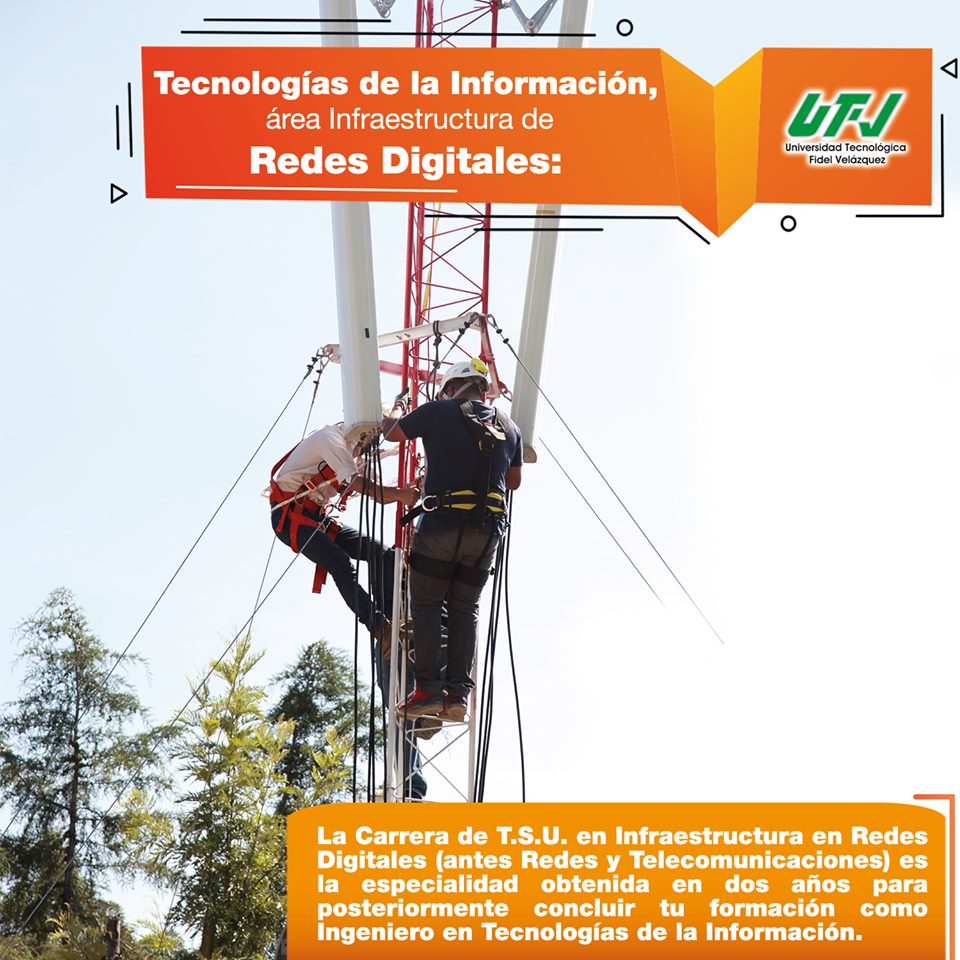 Tecnologías de la Información,
área Infraestructura de
Redes Digitales:
UTFV
Universidad Tecnológica
Fidel Velázquez
La Carrera de T.S.U. en Infraestructura en Redes
Digitales (antes Redes y Telecomunicaciones) es
la especialidad obtenida en dos años para
posteriormente concluir tu formación como
Ingeniero en Tecnologías de la Información.